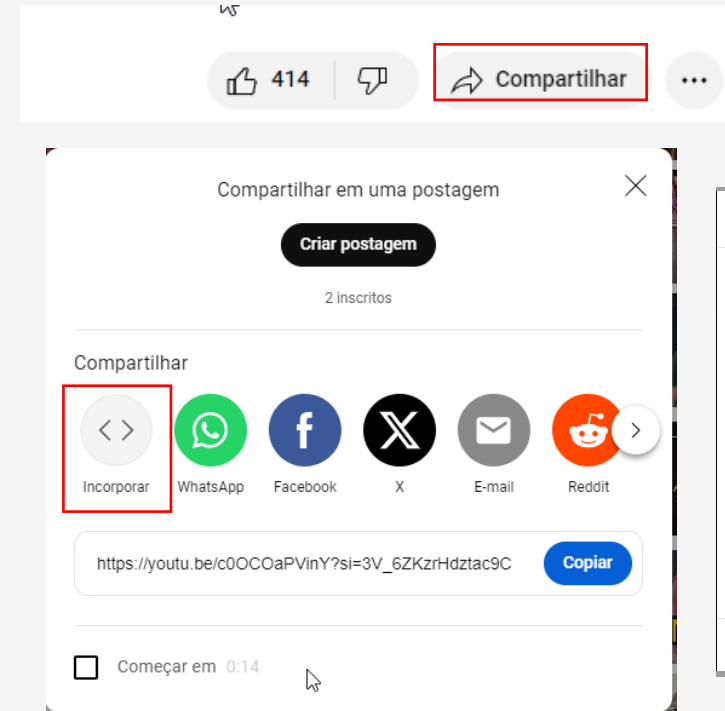 414
Compartilhar
Compartilhar em uma postagem
Criar postagem
2 inscritos
Compartilhar
Incorporar WhatsApp Facebook X E-mail Reddit
https://youtu.be/c0OCOaPVinY?si=3V_6ZKzrHdztac9C Copiar
Começar em 0:14